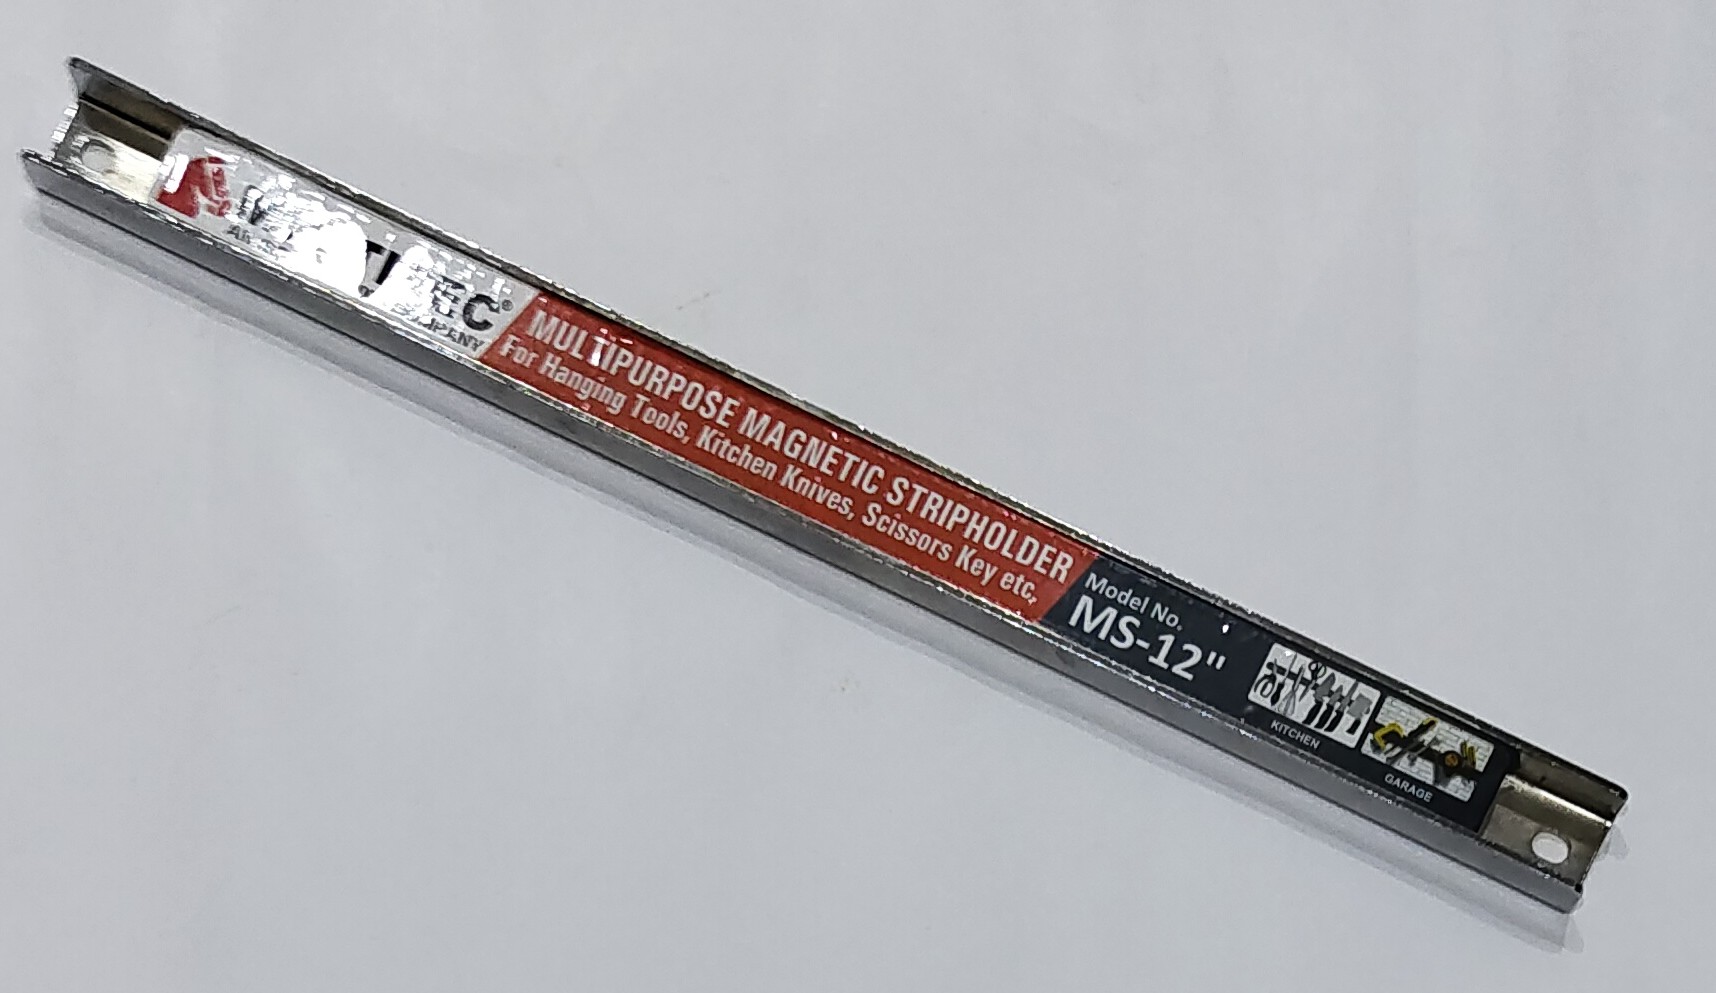 MULTIPURPOSE MAGNETIC STRIPHOLDER
For Hanging Tools, Kitchen Knives, Scissors Key etc,
Model No.
MS-12"
KITCHEN
GARAGE